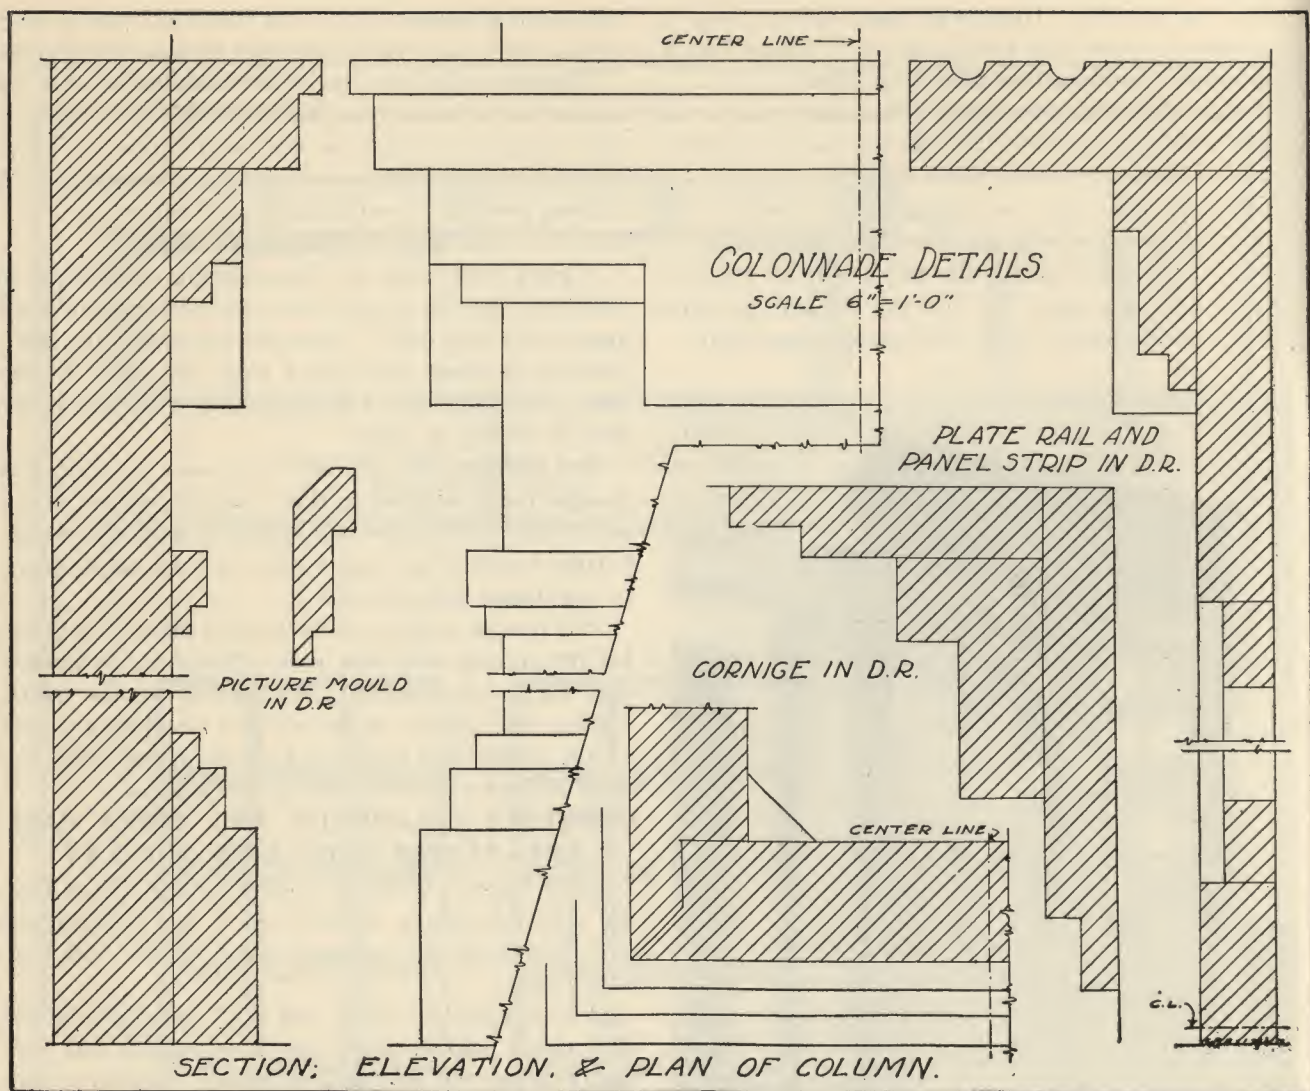 CENTER LINE
COLONNADE DETAILS
SCALE 6"=1'-0"
PLATE RAIL AND
PANEL STRIP IN D.R.
CORNICE IN D.R.
PICTURE MOULD
IN D.R
CENTER LINE
C.L.
SECTION; ELEVATION, & PLAN OF COLUMN.